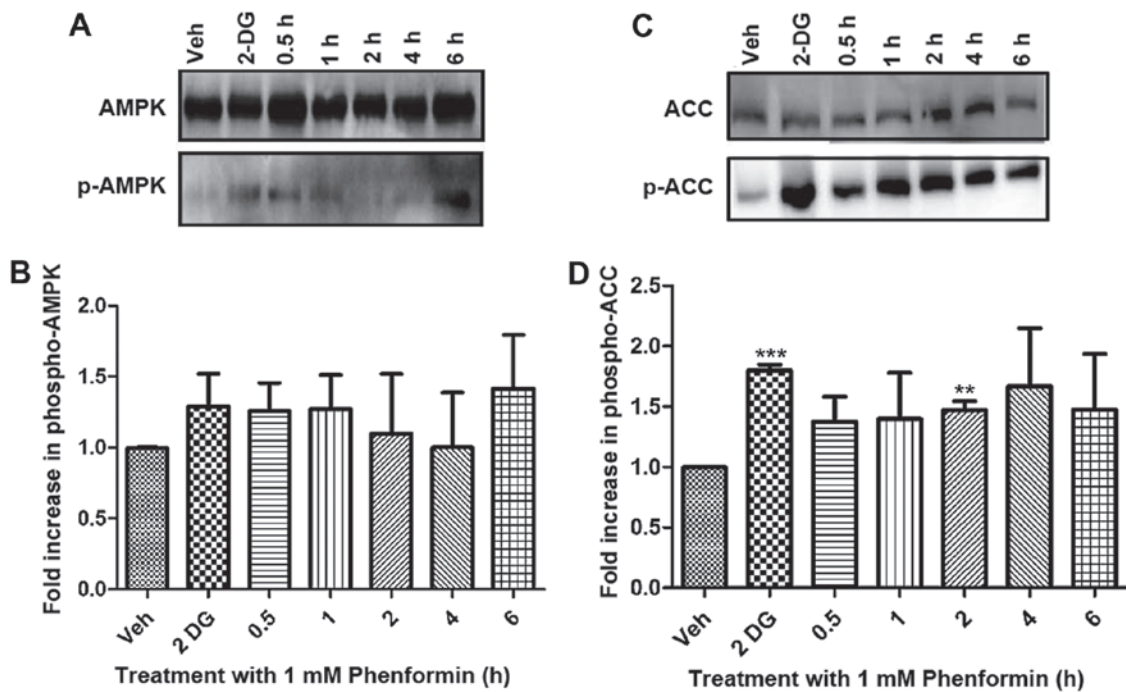 A
Veh 2-DG 0.5 h 1 h 2 h 4 h 6 h
AMPK
p-AMPK
C
Veh 2-DG 0.5 h 1 h 2 h 4 h 6 h
ACC
p-ACC
B
Fold increase in phospho-AMPK
2.0
1.5
1.0
0.5
0.0
Veh 2 DG 0.5 1 2 4 6
Treatment with 1 mM Phenformin (h)
D
Fold increase in phospho-ACC
2.5
2.0
1.5
1.0
0.5
0.0
*** **
Veh 2 DG 0.5 1 2 4 6
Treatment with 1 mM Phenformin (h)